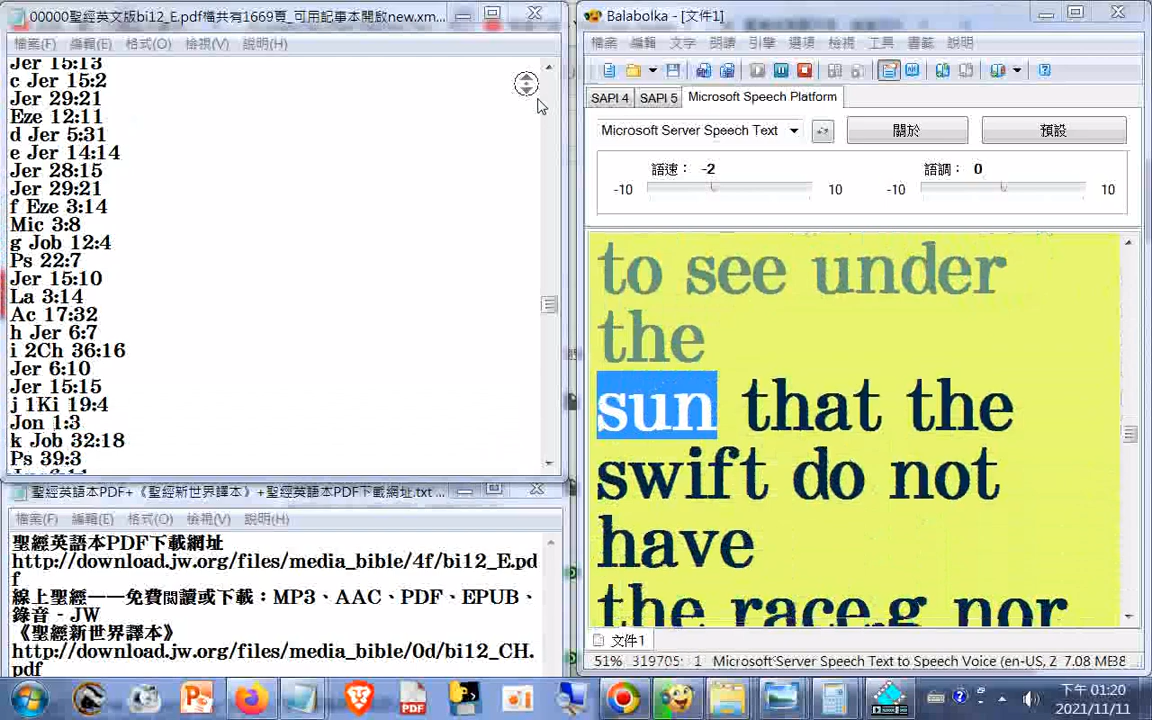 00000聖經英文版bi12_E.pdf檔共有1669頁_可用記事本開啟new.xm...
檔案(F) 編輯(E) 格式(O) 檢視(V) 說明(H)
Jer 15:13
c Jer 15:2
Jer 29:21
Eze 12:11
d Jer 5:31
e Jer 14:14
Jer 28:15
Jer 29:21
f Eze 3:14
Mic 3:8
g Job 12:4
Ps 22:7
Jer 15:10
La 3:14
Ac 17:32
h Jer 6:7
i 2Ch 36:16
Jer 6:10
Jer 15:15
j 1Ki 19:4
Jon 1:3
k Job 32:18
Ps 39:3
聖經英語本PDF+《聖經新世界譯本》+聖經英語本PDF下載網址.txt ...
檔案(F) 編輯(E) 格式(O) 檢視(V) 說明(H)
聖經英語本PDF下載網址
http://download.jw.org/files/media_bible/4f/bi12_E.pd
f
線上聖經——免費閱讀或下載：MP3、AAC、PDF、EPUB、
錄音 - JW
《聖經新世界譯本》
http://download.jw.org/files/media_bible/0d/bi12_CH.
pdf
Balabolka - [文件1]
檔案 編輯 文字 朗讀 引擎 選項 檢視 工具 書籤 說明
SAPI 4 SAPI 5 Microsoft Speech Platform
Microsoft Server Speech Text 關於 預設
語速： -2 語調： 0
-10 10 -10 10
to see under
the
sun that the
swift do not
have
the race,g nor
文件1
51% 319705: 1 Microsoft Server Speech Text to Speech Voice (en-US, 2 7.08 MB
下午 01:20
2021/11/11